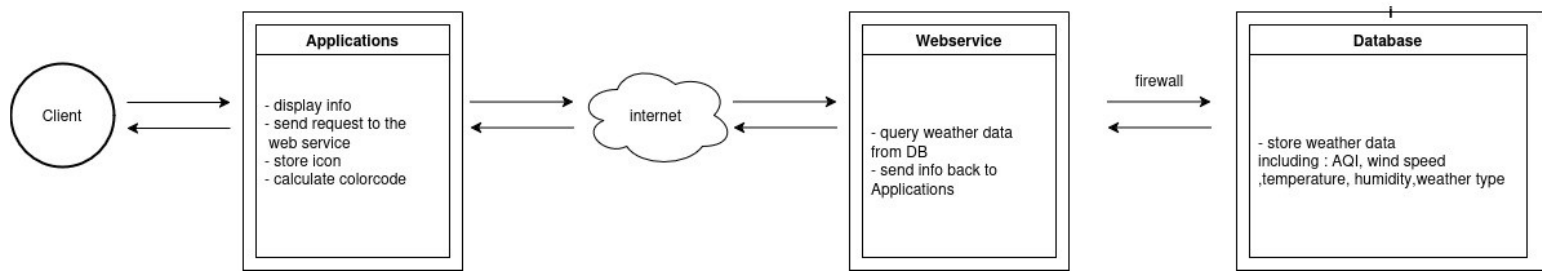 Client
Applications
- display info
- send request to the
web service
- store icon
- calculate colorcode
internet
Webservice
- query weather data
from DB
- send info back to
Applications
firewall
Database
- store weather data
including : AQI, wind speed
,temperature, humidity,weather type